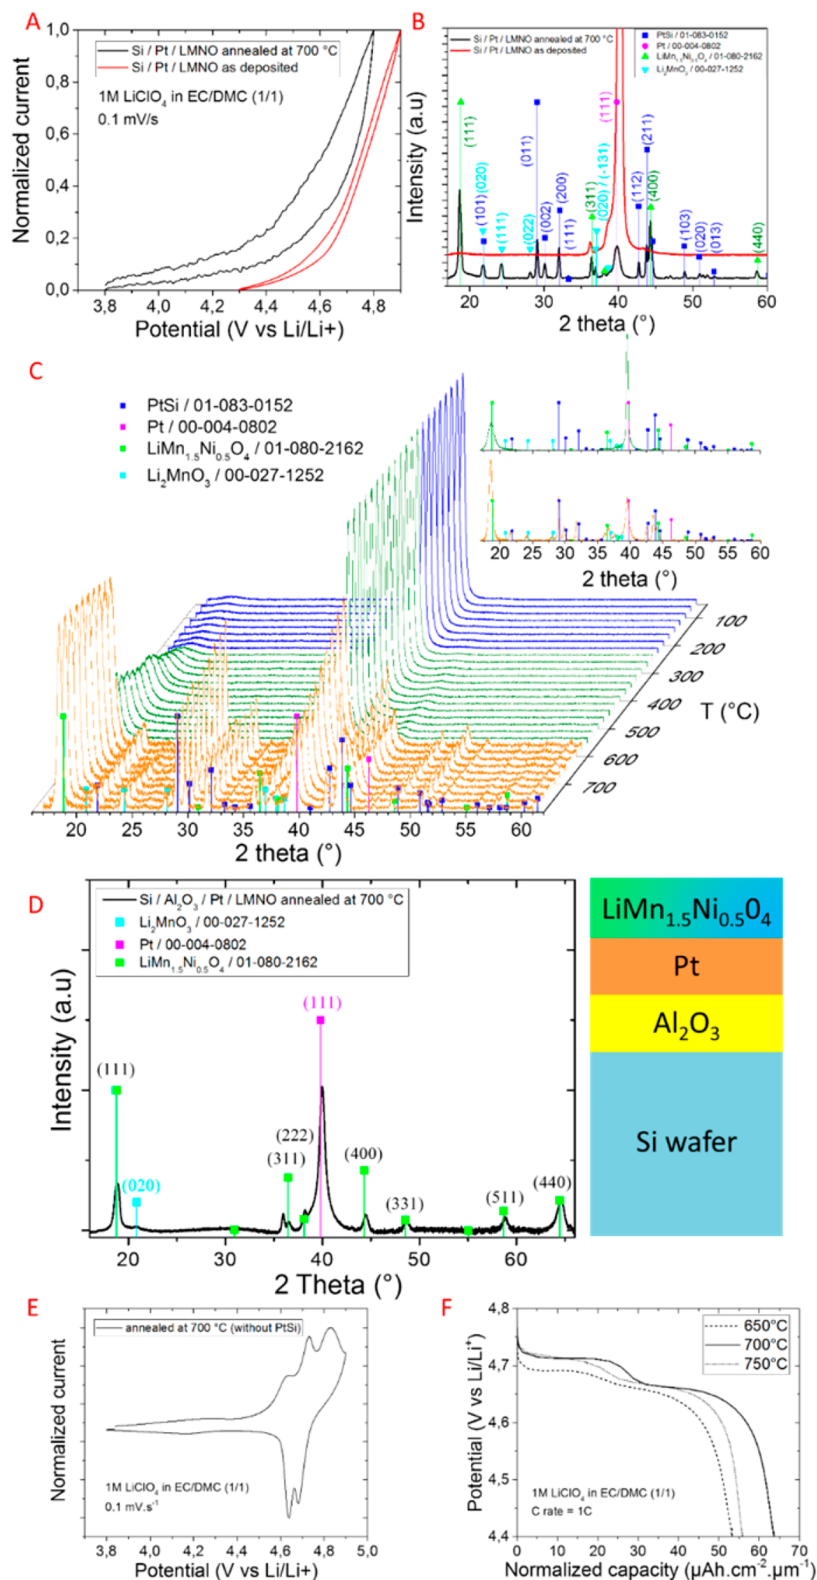 A
Normalized current
1,0
0,8
0,6
0,4
0,2
0,0
Si / Pt / LMNO annealed at 700 °C
Si / Pt / LMNO as deposited
1M LiClO4 in EC/DMC (1/1)
0.1 mV/s
3,8 4,0 4,2 4,4 4,6 4,8
Potential (V vs Li/Li+)
B
Intensity (a.u)
Si / Pt / LMNO annealed at 700 °C
Si / Pt / LMNO as deposited
PtSi / 01-083-0152
Pt / 00-004-0802
LiMn1.5Ni0.5O4 / 01-080-2162
Li2MnO3 / 00-027-1252
(111)
(101)
(020)
(111)
(022)
(011)
(002)
(200)
(111)
(311)
(020) / (-131)
(111)
(112)
(211)
(400)
(103)
(020)
(013)
(440)
20 30 40 50 60
2 theta (°)
C
PtSi / 01-083-0152
Pt / 00-004-0802
LiMn1.5Ni0.5O4 / 01-080-2162
Li2MnO3 / 00-027-1252
20 25 30 35 40 45 50 55 60
20 25 30 35 40 45 50 55 60
2 theta (°)
100
200
300
400
500
600
700
T (°C)
20 25 30 35 40 45 50 55 60
2 theta (°)
D
Intensity (a.u)
Si / Al2O3 / Pt / LMNO annealed at 700 °C
Li2MnO3 / 00-027-1252
Pt / 00-004-0802
LiMn1.5Ni0.5O4 / 01-080-2162
(111)
(020)
(222)
(311)
(111)
(400)
(331)
(511)
(440)
20 30 40 50 60
2 Theta (°)
LiMn1.5Ni0.5O4
Pt
Al2O3
Si wafer
E
Normalized current
annealed at 700 °C (without PtSi)
1M LiClO4 in EC/DMC (1/1)
0.1 mV.s-1
3,8 4,0 4,2 4,4 4,6 4,8 5,0
Potential (V vs Li/Li+)
F
Potential (V vs Li/Li+)
4,8
4,7
4,6
4,5
4,4
650°C
700°C
750°C
1M LiClO4 in EC/DMC (1/1)
C rate = 1C
0 10 20 30 40 50 60 70
Normalized capacity (µAh.cm-2.µm-1)